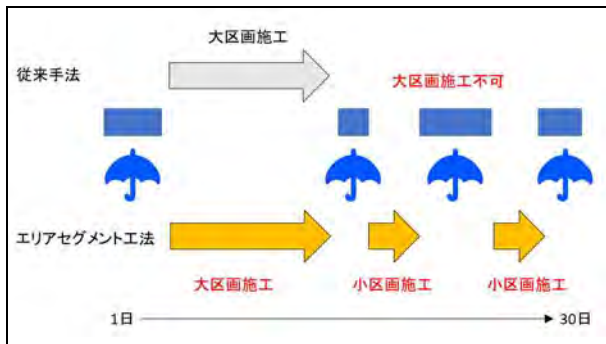 大区画施工
従来手法
大区画施工不可
エリアセグメント工法
大区画施工
小区画施工
小区画施工
1日
30日